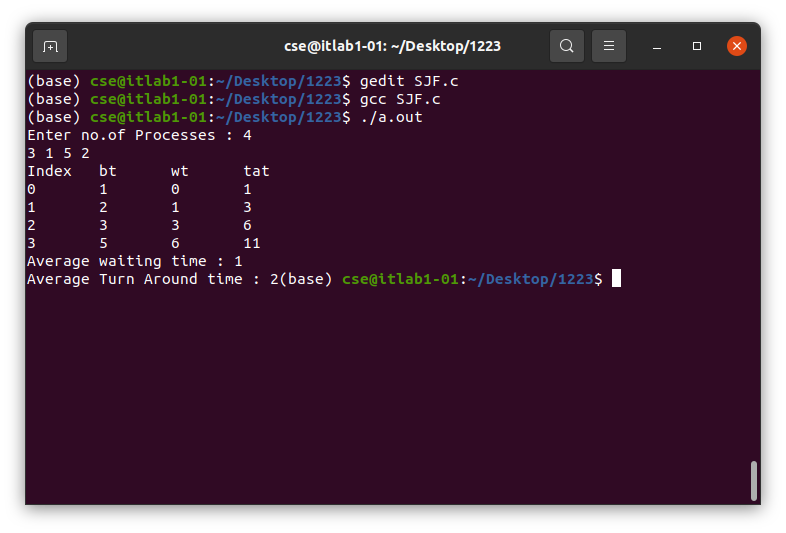 cse@itlab1-01: ~/Desktop/1223
(base) cse@itlab1-01:~/Desktop/1223$ gedit SJF.c
(base) cse@itlab1-01:~/Desktop/1223$ gcc SJF.c
(base) cse@itlab1-01:~/Desktop/1223$ ./a.out
Enter no.of Processes : 4
3 1 5 2
Index   bt      wt      tat
0       1       0       1
1       2       1       3
2       3       3       6
3       5       6       11
Average waiting time : 1
Average Turn Around time : 2(base) cse@itlab1-01:~/Desktop/1223$